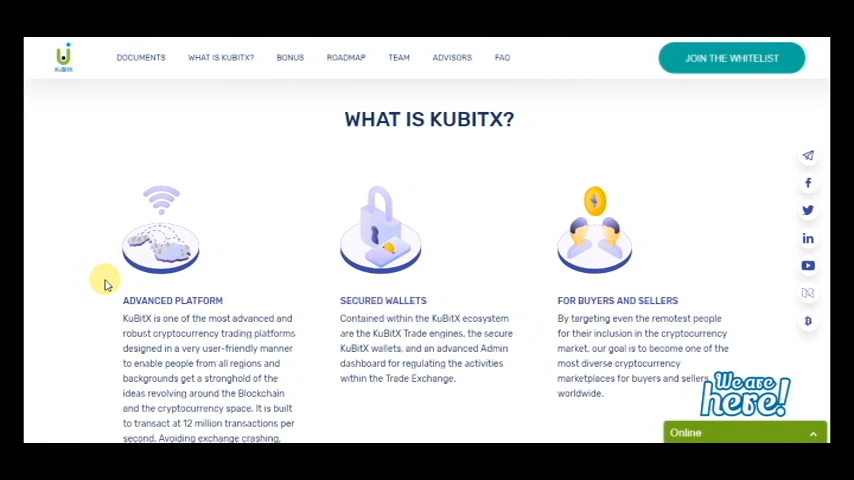 KubitX
DOCUMENTS
WHAT IS KUBITX?
BONUS
ROADMAP
TEAM
ADVISORS
FAQ
JOIN THE WHITELIST
WHAT IS KUBITX?
ADVANCED PLATFORM
KuBitX is one of the most advanced and
robust cryptocurrency trading platforms
designed in a very user-friendly manner
to enable people from all regions and
backgrounds get a stronghold of the
ideas revolving around the Blockchain
and the cryptocurrency space. It is built
to transact at 12 million transactions per
second. Avoiding exchange crashing,
SECURED WALLETS
Contained within the KuBitX ecosystem
are the KuBitX Trade engines, the secure
KuBitX wallets, and an advanced Admin
dashboard for regulating the activities
within the Trade Exchange.
FOR BUYERS AND SELLERS
By targeting even the remotest people
for their inclusion in the cryptocurrency
market, our goal is to become one of the
most diverse cryptocurrency
marketplaces for buyers and sellers
worldwide.
We are
here!
Online